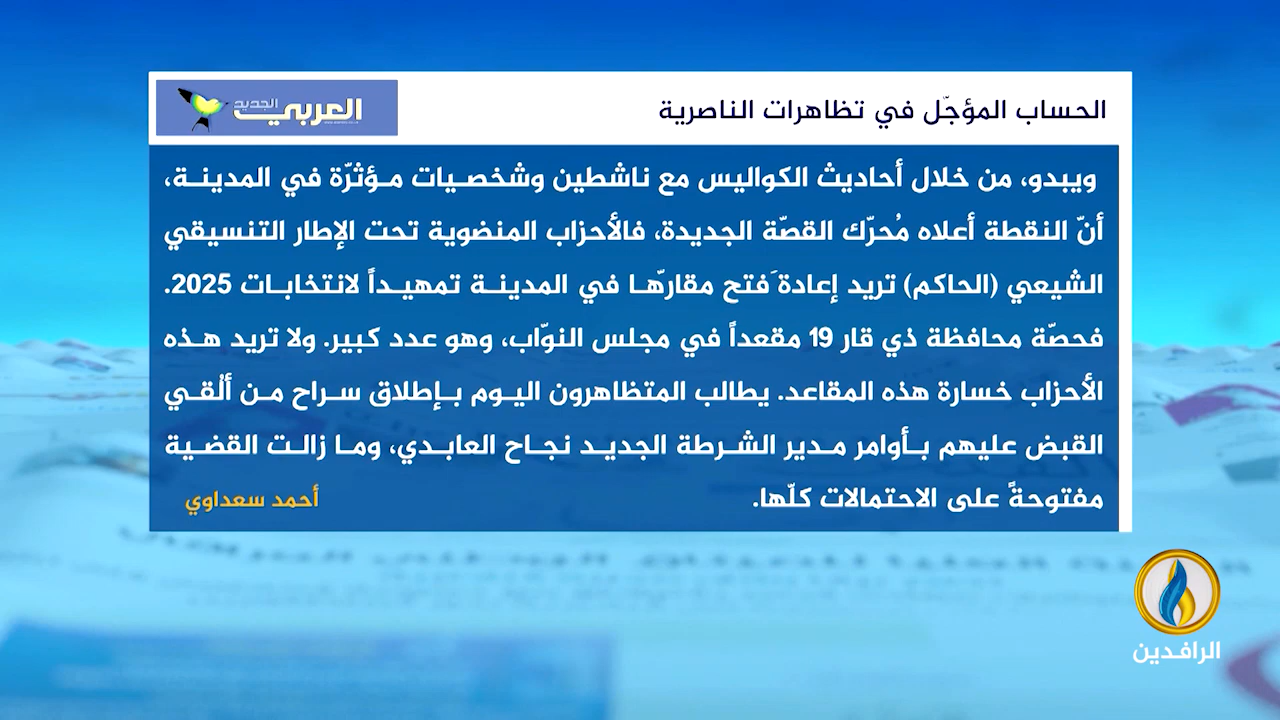 الحساب المؤجّل في تظاهرات الناصرية
العربي الجديد
ويبدو، من خلال أحاديث الكواليس مع ناشطين وشخصيات مؤثرّة في المدينة،
أنّ النقطة أعلاه مُحرّك القصّة الجديدة، فالأحزاب المنضوية تحت الإطار التنسيقي
الشيعي (الحاكم) تريد إعادةَ فتح مقارّها في المدينة تمهيداً لانتخابات 2025.
فحصّة محافظة ذي قار 19 مقعداً في مجلس النوّاب، وهو عدد كبير. ولا تريد هذه
الأحزاب خسارة هذه المقاعد. يطالب المتظاهرون اليوم بإطلاق سراح من ألْقي
القبض عليهم بأوامر مدير الشرطة الجديد نجاح العابدي، وما زالت القضية
مفتوحةً على الاحتمالات كلّها.
أحمد سعداوي
الرافدين